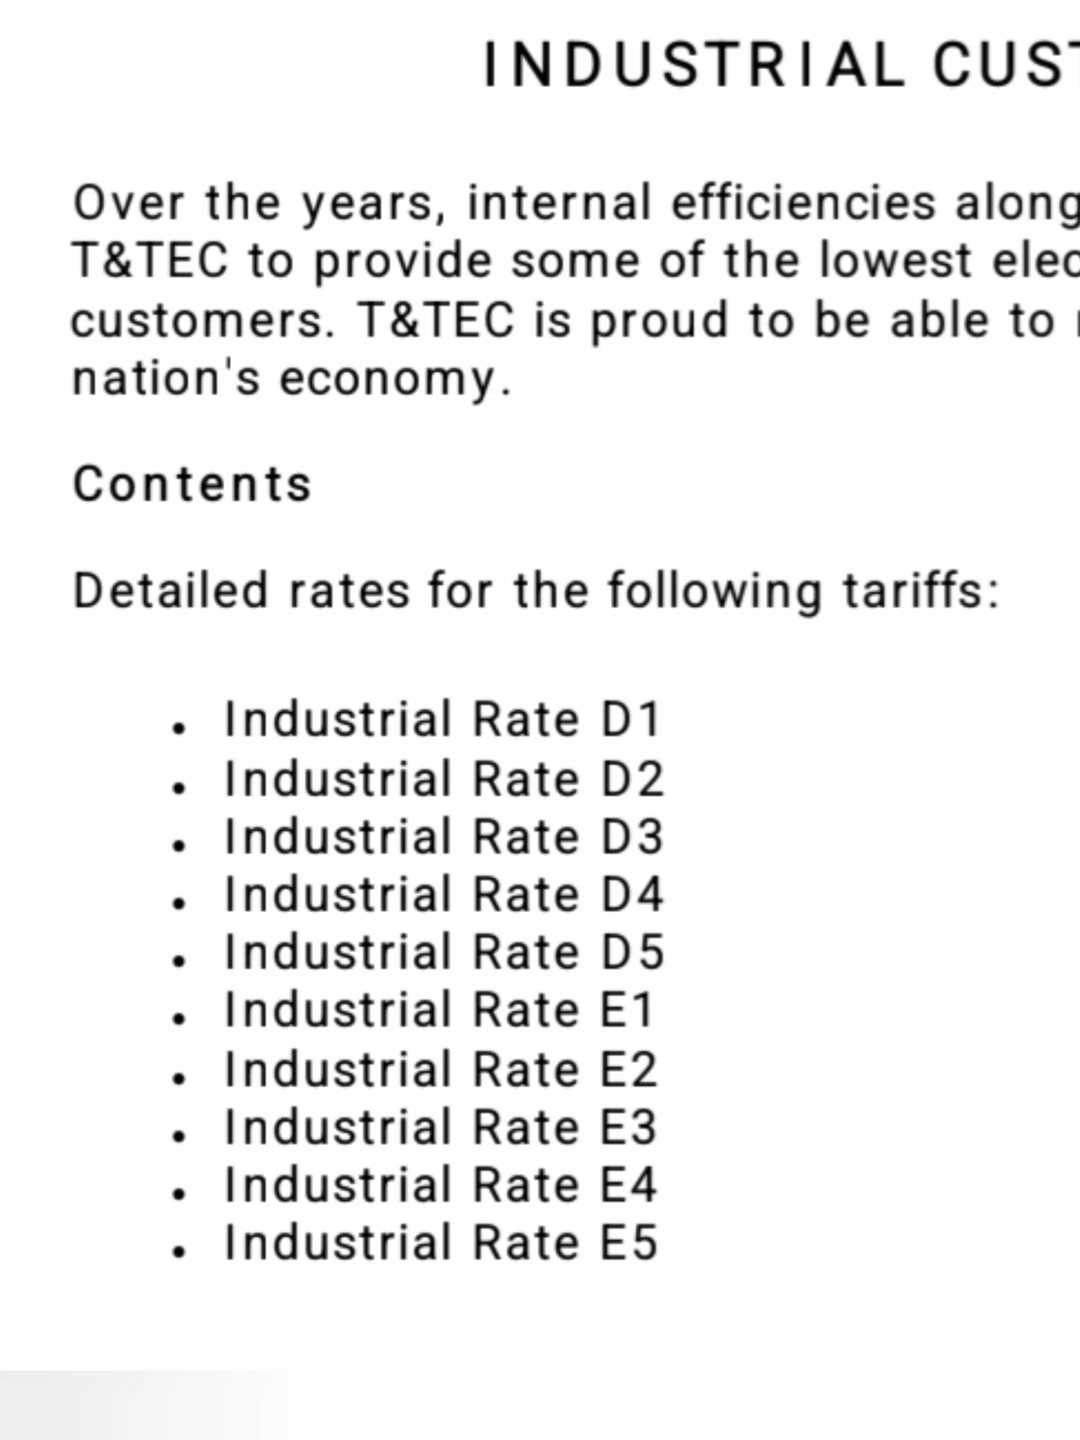 INDUSTRIAL CUST
Over the years, internal efficiencies along
T&TEC to provide some of the lowest elec
customers. T&TEC is proud to be able to
nation's economy.
Contents
Detailed rates for the following tariffs:
• Industrial Rate D1
• Industrial Rate D2
• Industrial Rate D3
• Industrial Rate D4
• Industrial Rate D5
• Industrial Rate E1
• Industrial Rate E2
• Industrial Rate E3
• Industrial Rate E4
• Industrial Rate E5